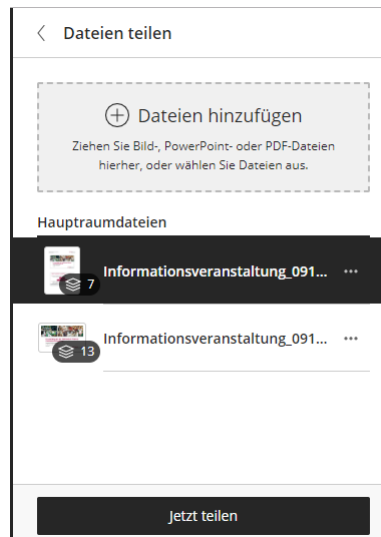 Dateien teilen
Dateien hinzufügen
Ziehen Sie Bild-, PowerPoint- oder PDF-Dateien
hierher, oder wählen Sie Dateien aus.
Hauptraumdateien
Informationsveranstaltung_091...
7
Informationsveranstaltung_091...
13
Jetzt teilen